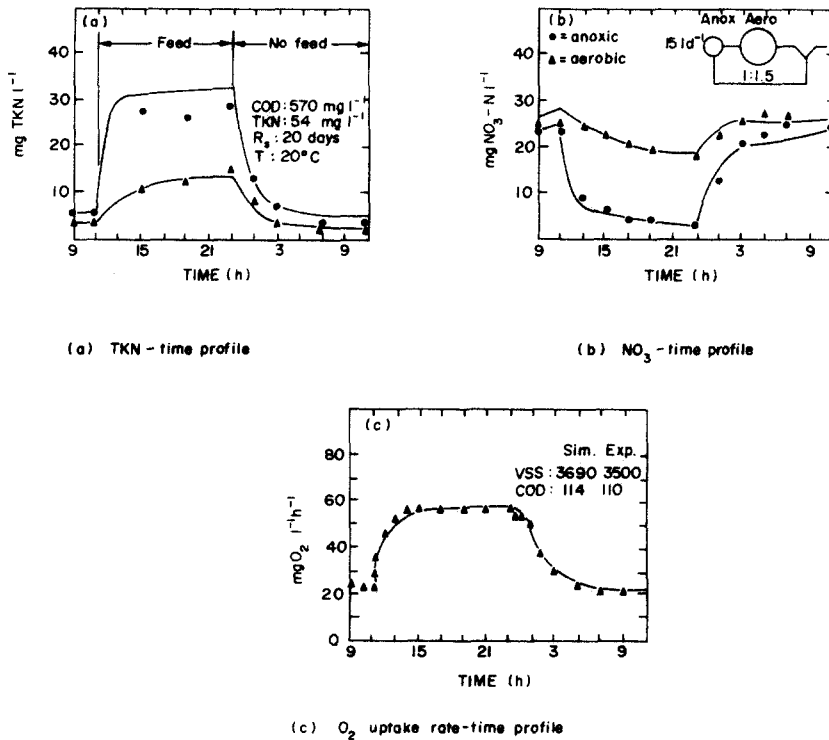 (a)
Feed
No feed
mg TKN l⁻¹
40
30
20
10
COD: 570 mg l⁻¹
TKN: 54 mg l⁻¹
Rₛ : 20 days
T : 20°C
9 15 21 3 9
TIME (h)
(a) TKN - time profile
(b)
● = anoxic
▲ = aerobic
Anox Aero
15 l d⁻¹
1:1.5
mg NO₃-N l⁻¹
40
30
20
10
0
9 15 21 3 9
TIME (h)
(b) NO₃ - time profile
(c)
Sim. Exp.
VSS : 3690 3500
COD : 114 110
mg O₂ l⁻¹h⁻¹
80
60
40
20
0
9 15 21 3 9
TIME (h)
(c) O₂ uptake rate-time profile